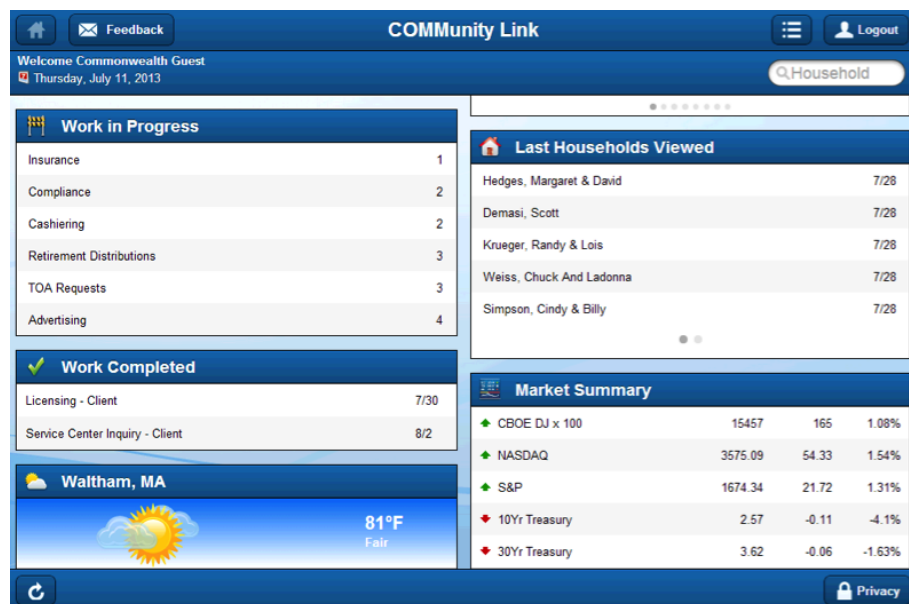 Feedback
COMMunity Link
Logout
Welcome Commonwealth Guest
Thursday, July 11, 2013
Household
Work in Progress
Insurance 1
Compliance 2
Cashiering 2
Retirement Distributions 3
TOA Requests 3
Advertising 4
Work Completed
Licensing - Client 7/30
Service Center Inquiry - Client 8/2
Waltham, MA
81°F
Fair
Last Households Viewed
Hedges, Margaret & David 7/28
Demasi, Scott 7/28
Krueger, Randy & Lois 7/28
Weiss, Chuck And Ladonna 7/28
Simpson, Cindy & Billy 7/28
Market Summary
CBOE DJ x 100 15457 165 1.08%
NASDAQ 3575.09 54.33 1.54%
S&P 1674.34 21.72 1.31%
10Yr Treasury 2.57 -0.11 -4.1%
30Yr Treasury 3.62 -0.06 -1.63%
Privacy